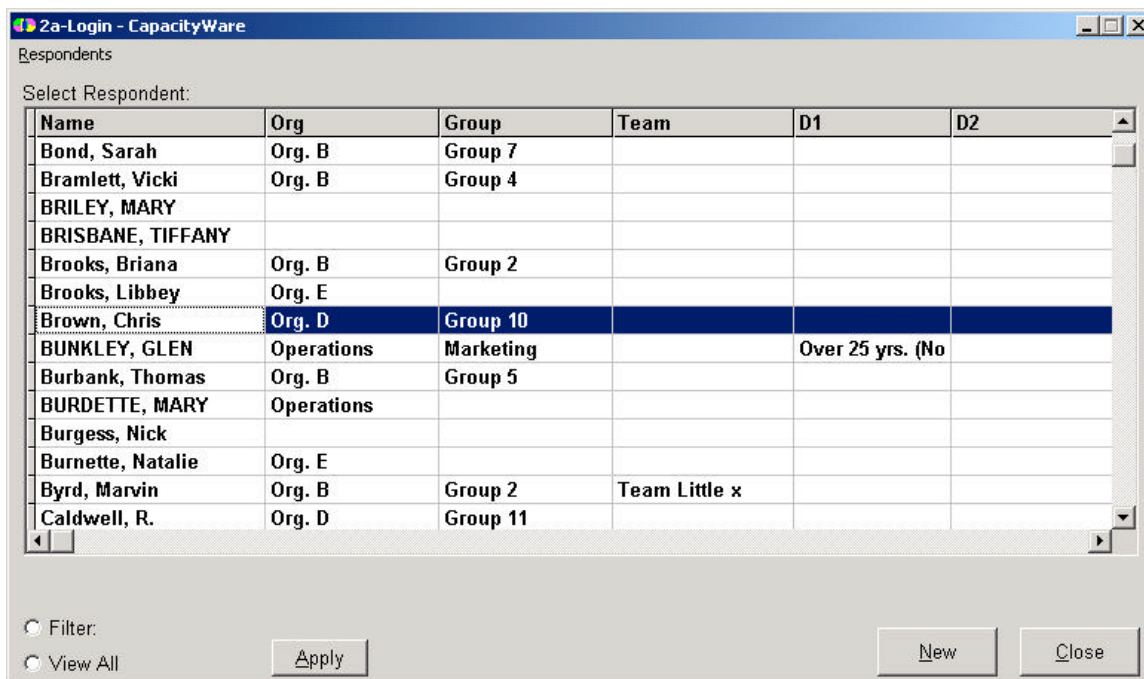 2a-Login - CapacityWare
Respondents
Select Respondent:
Name Org Group Team D1 D2
Bond, Sarah Org. B Group 7
Bramlett, Vicki Org. B Group 4
BRILEY, MARY
BRISBANE, TIFFANY
Brooks, Briana Org. B Group 2
Brooks, Libbey Org. E
Brown, Chris Org. D Group 10
BUNKLEY, GLEN Operations Marketing Over 25 yrs. (No
Burbank, Thomas Org. B Group 5
BURDETTE, MARY Operations
Burgess, Nick
Burnette, Natalie Org. E
Byrd, Marvin Org. B Group 2 Team Little x
Caldwell, R. Org. D Group 11
Filter:
View All
Apply
New
Close